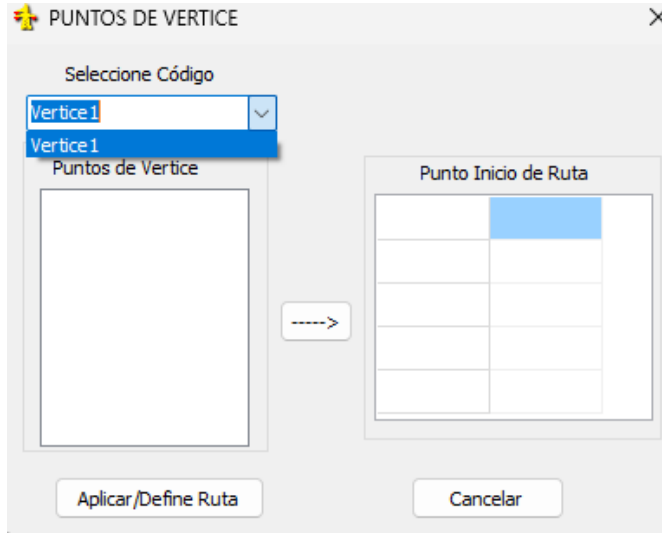 PUNTOS DE VERTICE
Seleccione Código
Vertice1
Vertice1
Puntos de Vertice
Punto Inicio de Ruta
----->
Aplicar/Define Ruta
Cancelar